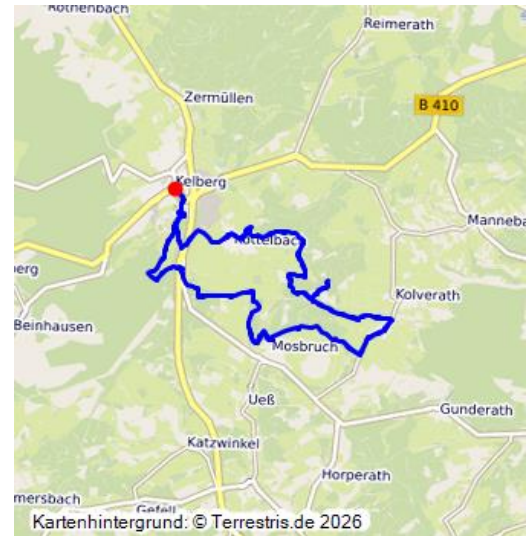 Rothenbach
Reimerath
Zermüllen
B 410
Kelberg
Manneba
Köttelbach
berg
Kolverath
Beinhausen
Mosbruch
Ueß
Gunderath
Katzwinkel
Horperath
mersbach
Gefell
Kartenhintergrund: © Terrestris.de 2026